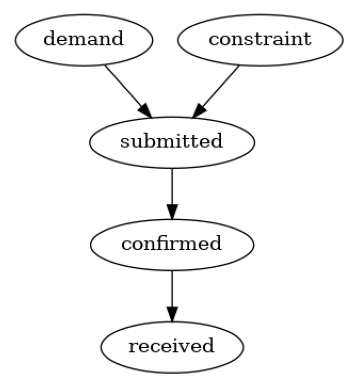 demand constraint
submitted
confirmed
received